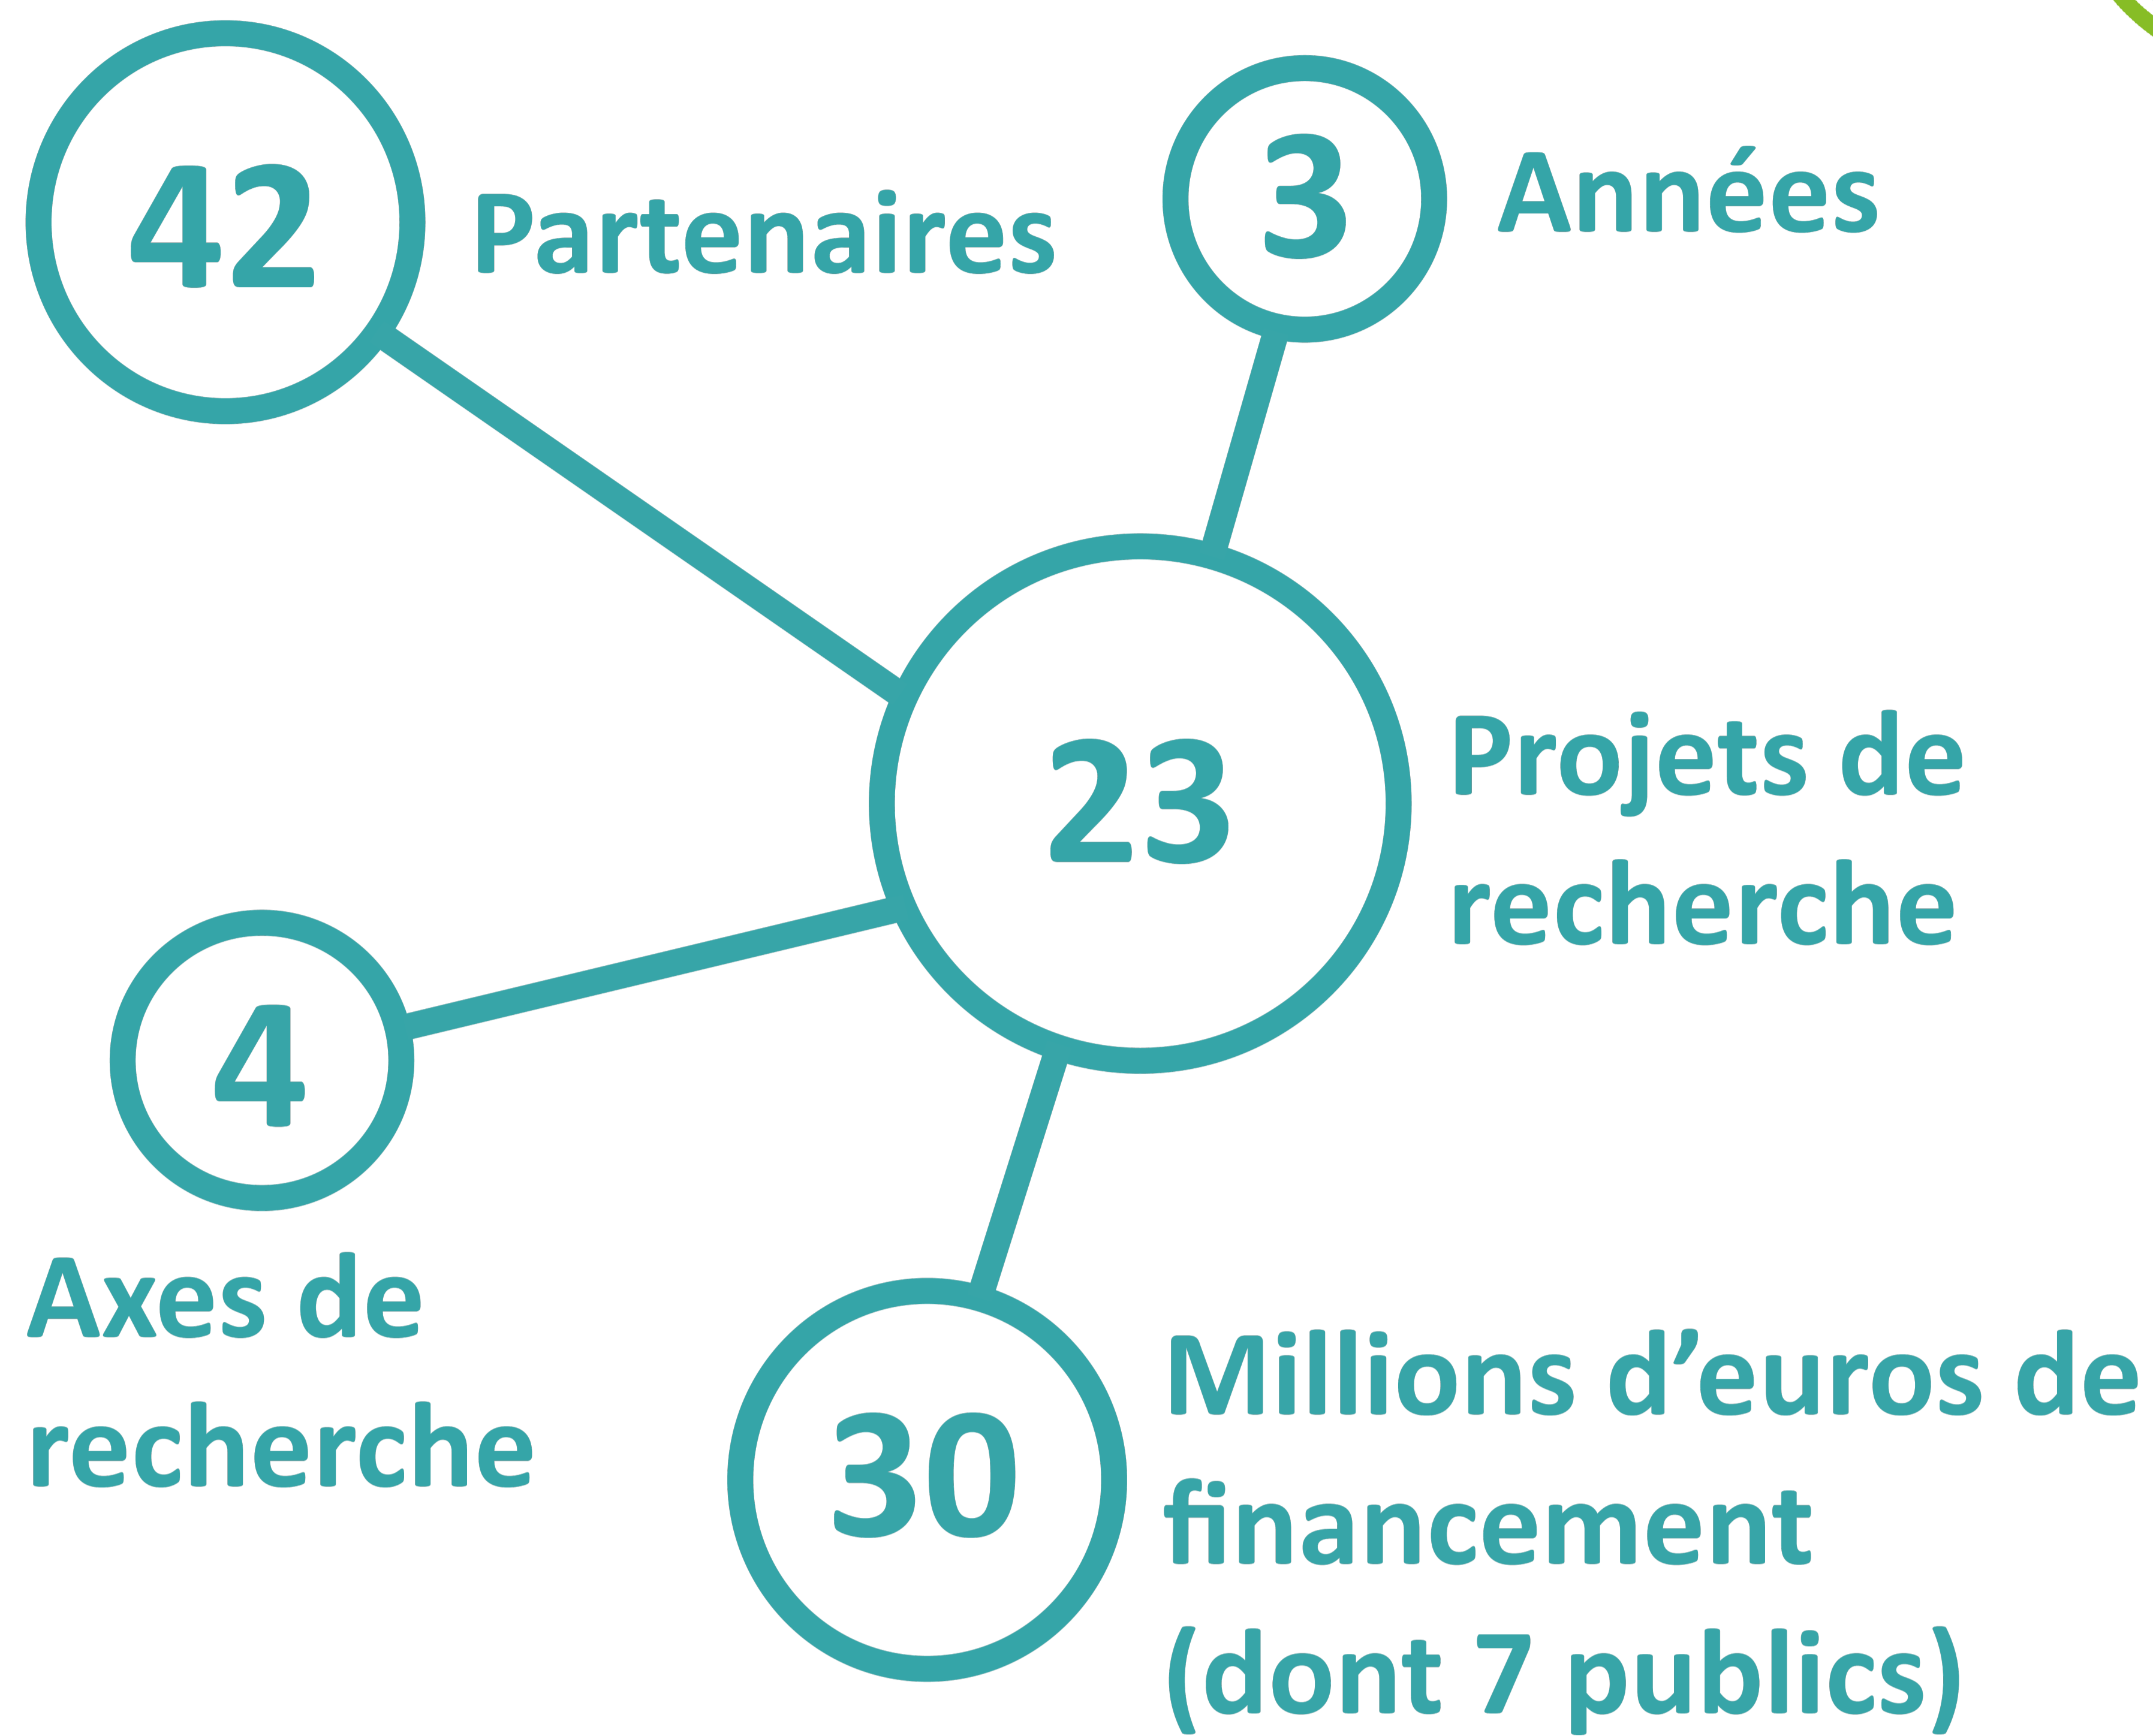 42
Partenaires
3
Années
23
Projets de
recherche
4
Axes de
recherche
30
Millions d’euros de
financement
(dont 7 publics)